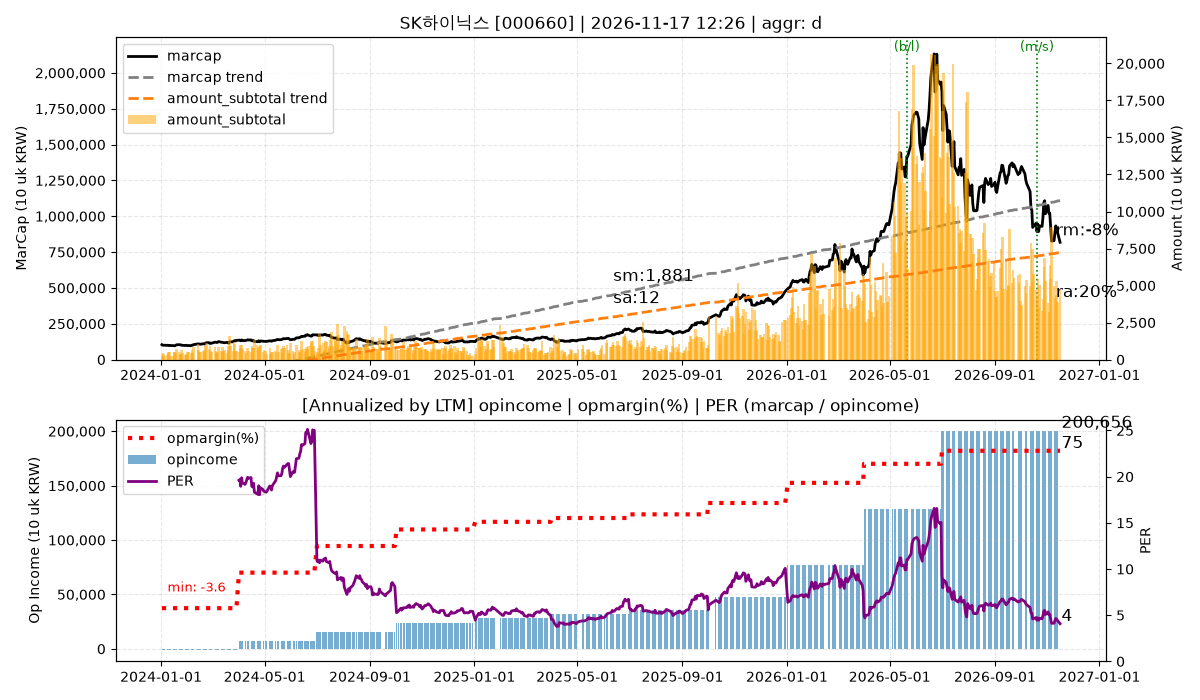 SK하이닉스 [000660] | 2026-11-17 12:26 | aggr: d
(b/l)
(m/s)
marcap
marcap trend
amount_subtotal trend
amount_subtotal
MarCap (10 uk KRW)
2,000,000
1,750,000
1,500,000
1,250,000
1,000,000
750,000
500,000
250,000
0
Amount (10 uk KRW)
20,000
17,500
15,000
12,500
10,000
7,500
5,000
2,500
0
sm:1,881
sa:12
rm:-8%
ra:20%
2024-01-01
2024-05-01
2024-09-01
2025-01-01
2025-05-01
2025-09-01
2026-01-01
2026-05-01
2026-09-01
2027-01-01
[Annualized by LTM] opincome | opmargin(%) | PER (marcap / opincome)
opmargin(%)
opincome
PER
Op Income (10 uk KRW)
200,000
150,000
100,000
50,000
0
PER
25
20
15
10
5
0
200,656
75
4
min: -3.6
2024-01-01
2024-05-01
2024-09-01
2025-01-01
2025-05-01
2025-09-01
2026-01-01
2026-05-01
2026-09-01
2027-01-01